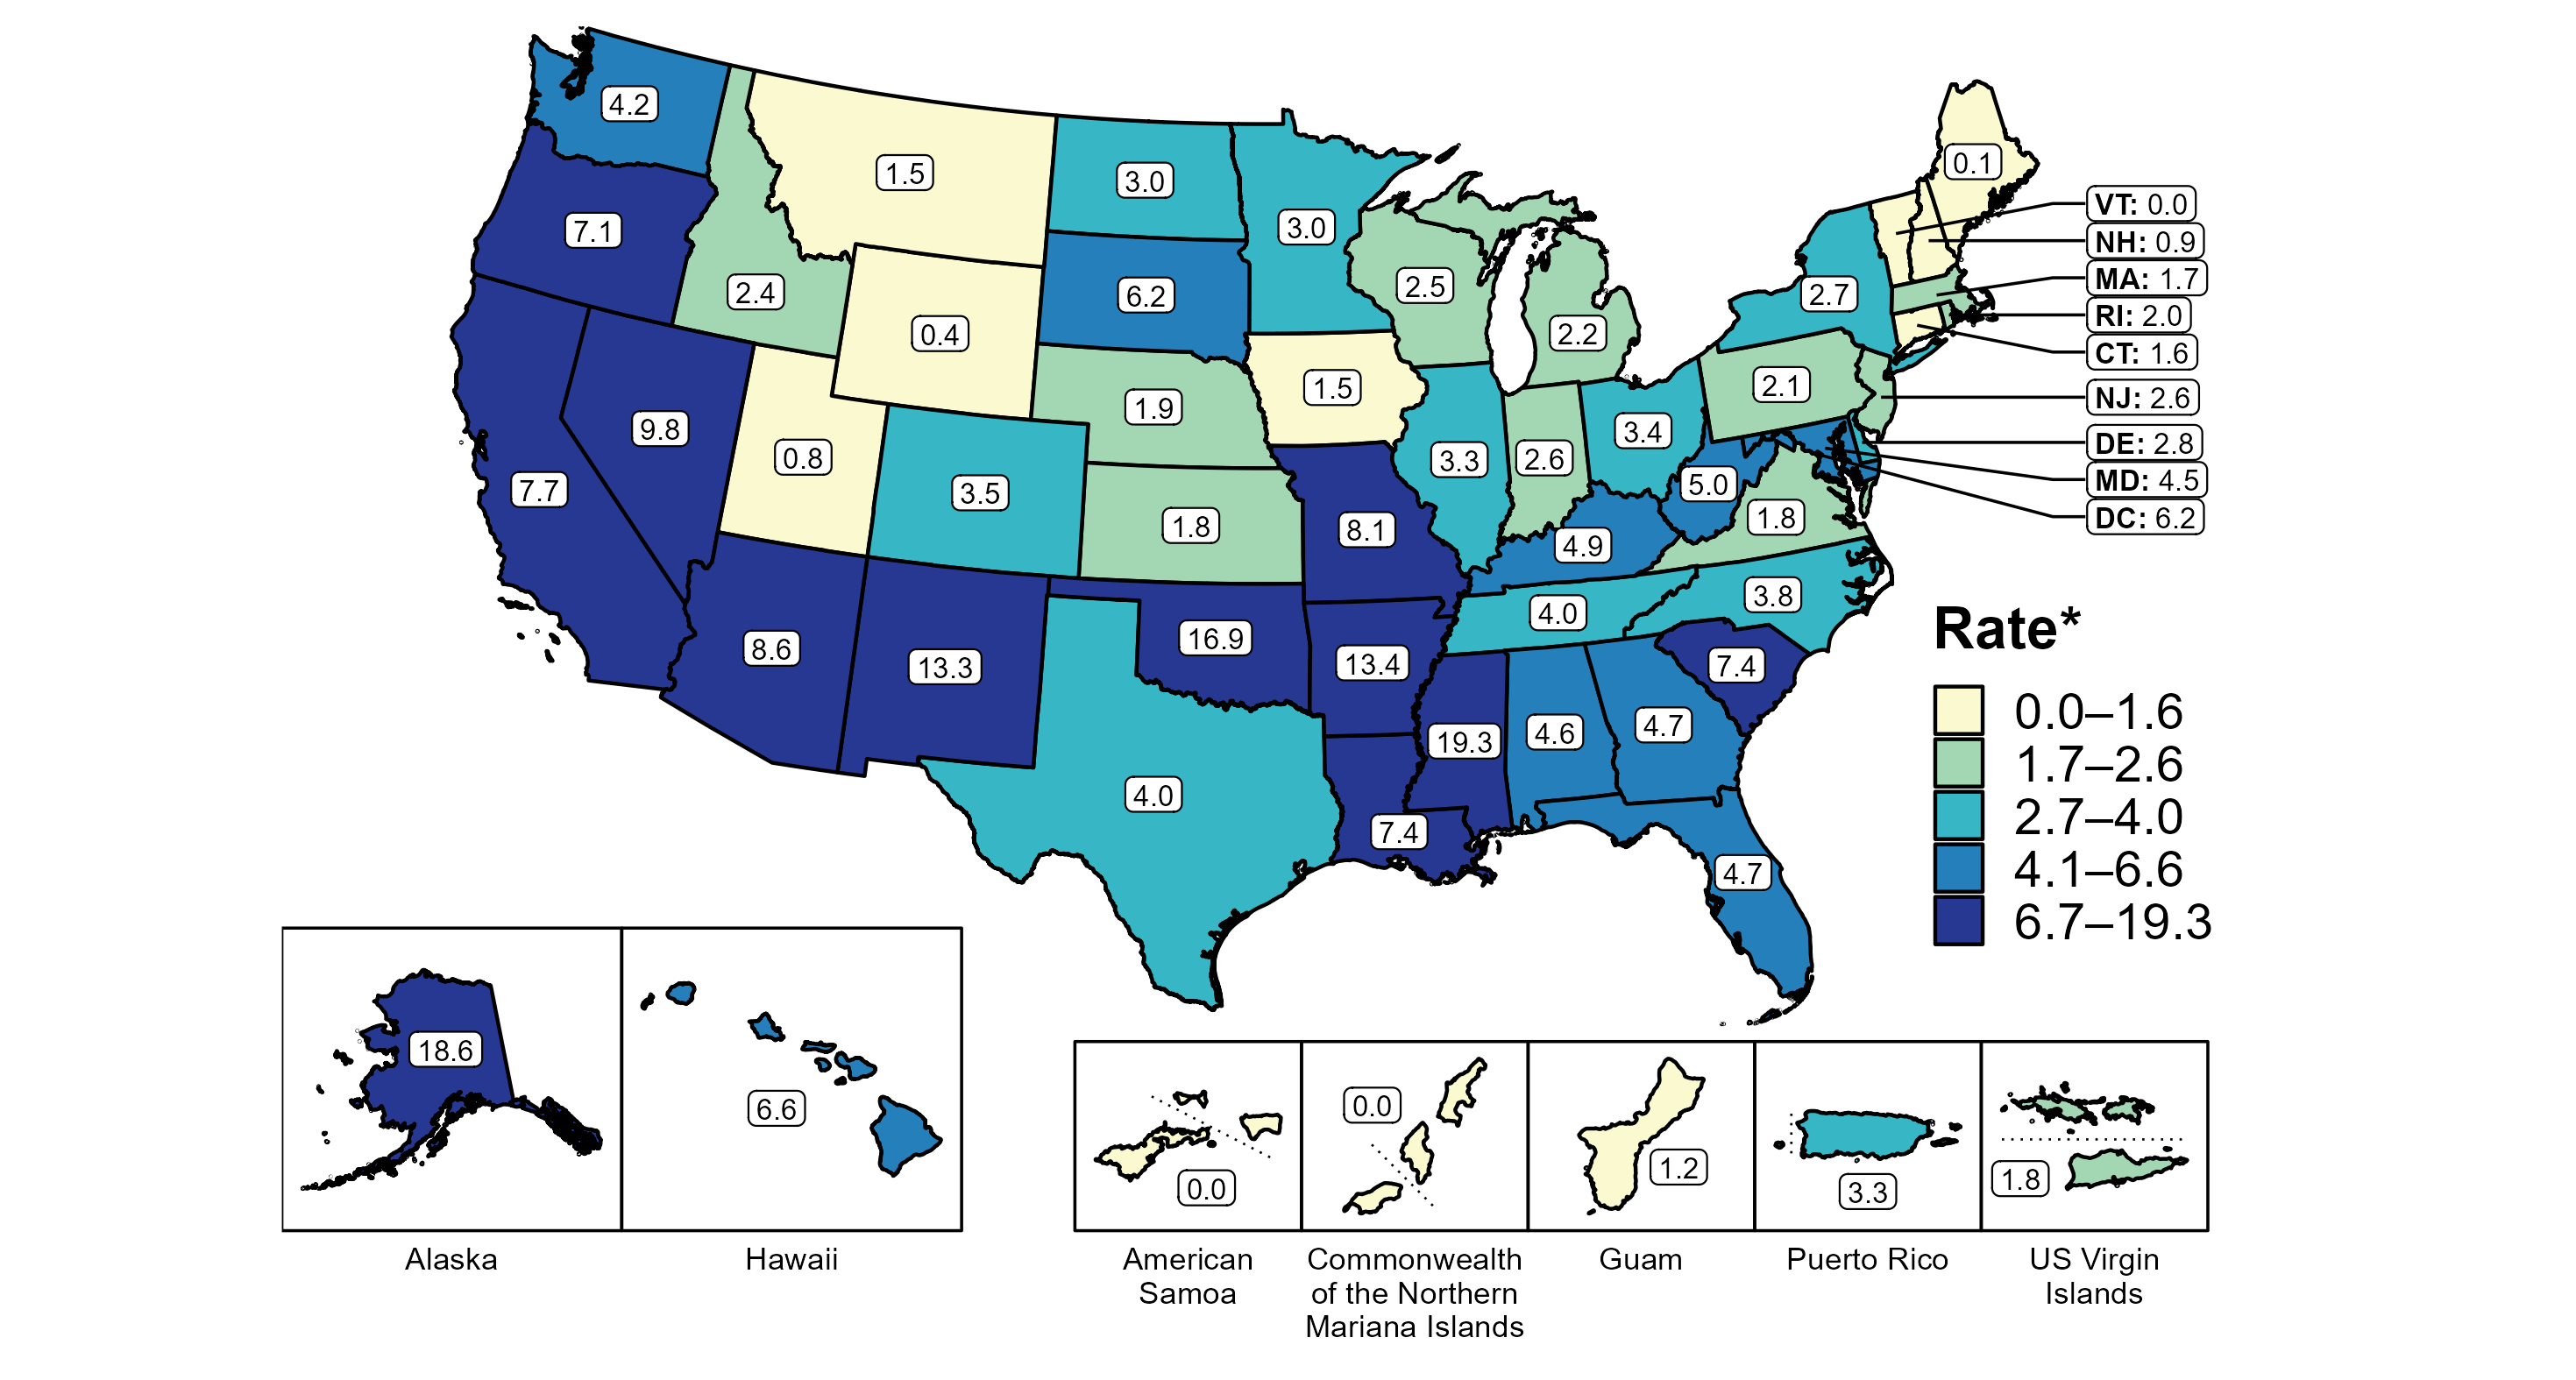 4.2
7.1
7.7
9.8
2.4
1.5
0.4
0.8
3.5
8.6
13.3
3.0
6.2
1.9
1.8
16.9
4.0
3.0
1.5
8.1
13.4
7.4
2.5
3.3
2.2
2.6
3.4
4.9
4.0
19.3
4.6
4.7
4.7
7.4
3.8
1.8
5.0
2.1
2.7
0.1
VT: 0.0
NH: 0.9
MA: 1.7
RI: 2.0
CT: 1.6
NJ: 2.6
DE: 2.8
MD: 4.5
DC: 6.2
Rate*
0.0–1.6
1.7–2.6
2.7–4.0
4.1–6.6
6.7–19.3
18.6
Alaska
6.6
Hawaii
0.0
American
Samoa
0.0
Commonwealth
of the Northern
Mariana Islands
1.2
Guam
3.3
Puerto Rico
1.8
US Virgin
Islands